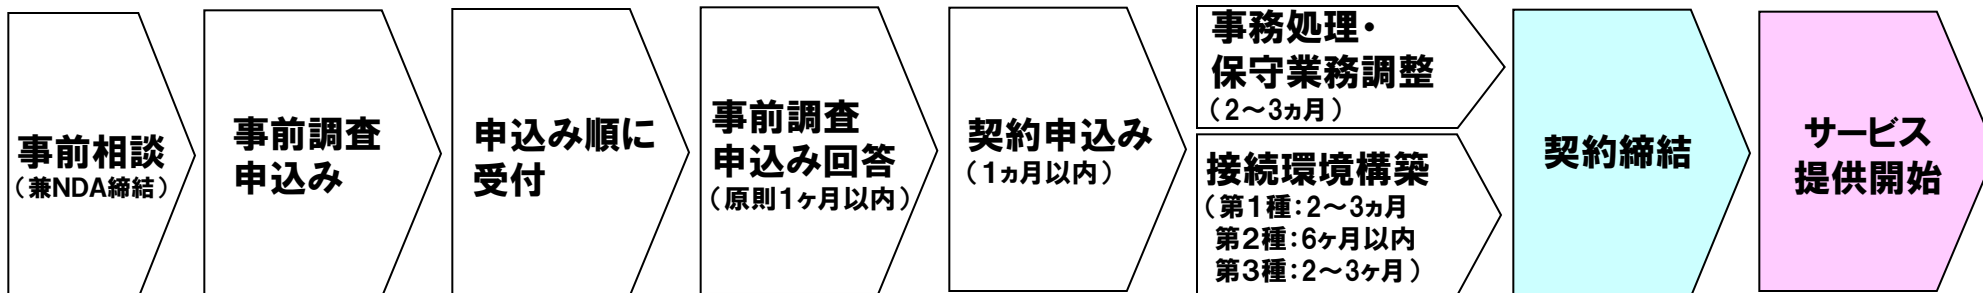 事前相談
（兼NDA締結）
事前調査
申込み
申込み順に
受付
事前調査
申込み回答
（原則1ヶ月以内）
契約申込み
（1ヵ月以内）
事務処理・
保守業務調整
（2～3ヵ月）
接続環境構築
（第1種：2～3ヵ月
第2種：6ヶ月以内
第3種：2～3ヶ月）
契約締結
サービス
提供開始